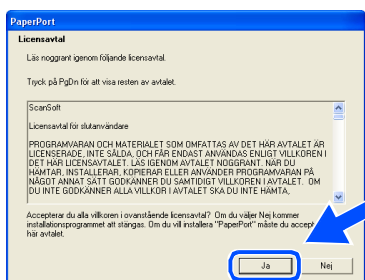 PaperPort
Licensavtal
Läs noggrant igenom följande licensavtal.
Tryck på PgDn för att visa resten av avtalet.
ScanSoft
Licensavtal för slutanvändare
PROGRAMVARAN OCH MATERIALET SOM OMFATTAS AV DET HÄR AVTALET ÄR
LICENSERADE, INTE SÅLDA, OCH FÅR ENDAST ANVÄNDAS ENLIGT VILLKOREN I
DET HÄR LICENSAVTALET. LÄS IGENOM AVTALET NOGGRANT. NÄR DU
HÄMTAR, INSTALLERAR, KOPIERAR ELLER ANVÄNDER PROGRAMVARAN PÅ
NÅGOT ANNAT SÄTT GODKÄNNER DU SAMTIDIGT VILLKOREN I AVTALET. OM
DU INTE GODKÄNNER ALLA VILLKOR I AVTALET SKA DU INTE HÄMTA,
Accepterar du alla villkoren i ovanstående licensavtal? Om du väljer Nej kommer
installationsprogrammet att stängas. Om du vill installera "PaperPort" måste du accept
här avtalet.
Ja
Nej